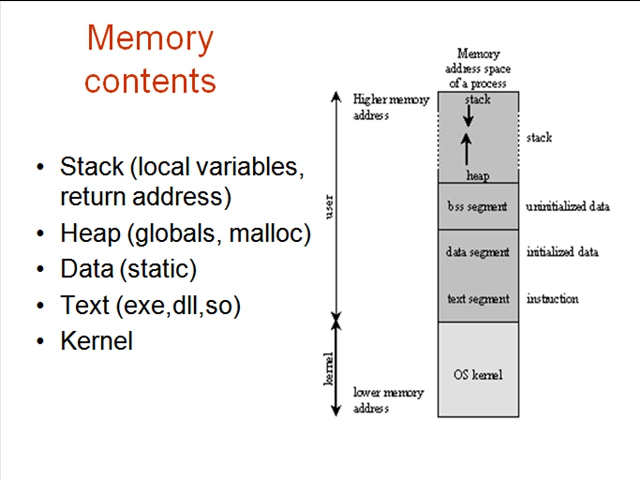 Memory
contents
• Stack (local variables,
return address)
• Heap (globals, malloc)
• Data (static)
• Text (exe,dll,so)
• Kernel
Memory
address space
of a process
Higher memory
address
stack
stack
heap
user
bss segment
uninitialized data
data segment
initialized data
text segment
instruction
kernel
OS kernel
lower memory
address